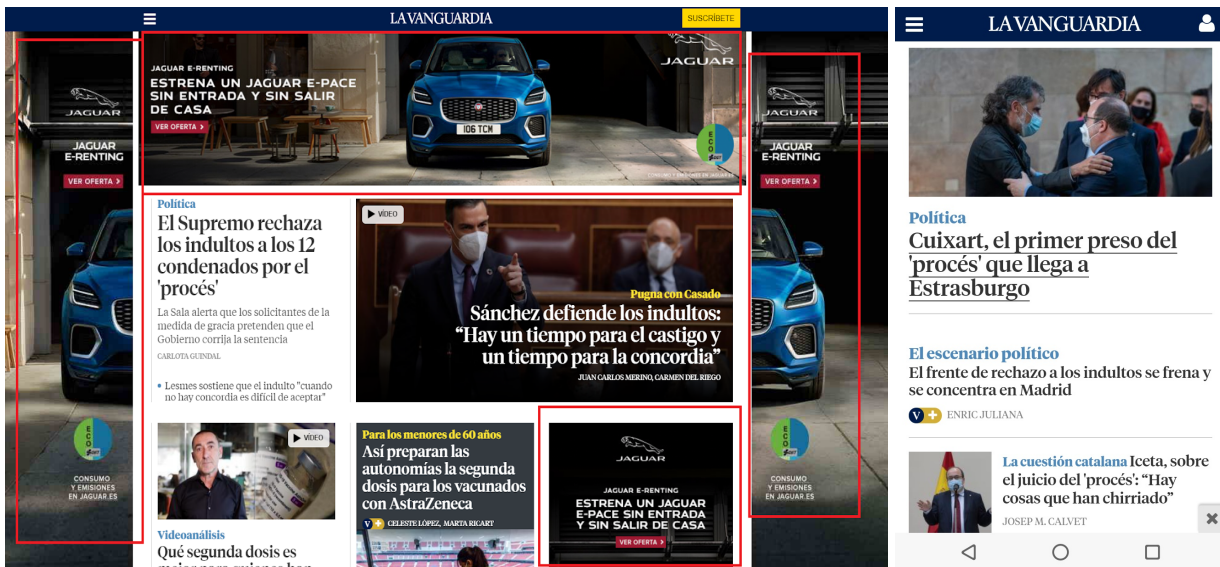 LA VANGUARDIA
SUSCRÍBETE
JAGUAR
JAGUAR
E-RENTING
VER OFERTA
CONSUMO
Y EMISIONES
EN JAGUAR.ES
JAGUAR E-RENTING
ESTRENA UN JAGUAR E-PACE
SIN ENTRADA Y SIN SALIR
DE CASA
VER OFERTA
106 TCM
JAGUAR
ECO
CONSUMO Y EMISIONES EN JAGUAR.ES
JAGUAR
JAGUAR
E-RENTING
VER OFERTA
ECO
CONSUMO
Y EMISIONES
EN JAGUAR.ES
Política
El Supremo rechaza
los indultos a los 12
condenados por el
'procés'
La Sala alerta que los solicitantes de la
medida de gracia pretenden que el
Gobierno corrija la sentencia
CARLOTA GUINDAL
Lesmes sostiene que el indulto "cuando
no hay concordia es difícil de aceptar"
VÍDEO
Pugna con Casado
Sánchez defiende los indultos:
“Hay un tiempo para el castigo y
un tiempo para la concordia”
JUAN CARLOS MERINO, CARMEN DEL RIEGO
VÍDEO
Videoanálisis
Qué segunda dosis es
Para los menores de 60 años
Así preparan las
autonomías la segunda
dosis para los vacunados
con AstraZeneca
V+ CELESTE LÓPEZ, MARTA RICART
JAGUAR
JAGUAR E-RENTING
ESTRENA UN JAGUAR
E-PACE SIN ENTRADA
Y SIN SALIR DE CASA
VER OFERTA
LA VANGUARDIA
Política
Cuixart, el primer preso del
'procés' que llega a
Estrasburgo
El escenario político
El frente de rechazo a los indultos se frena y
se concentra en Madrid
V+ ENRIC JULIANA
La cuestión catalana Iceta, sobre
el juicio del 'procés': “Hay
cosas que han chirriado”
JOSEP M. CALVET